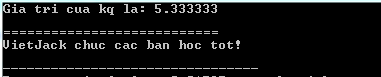 Gia tri cua kq la: 5.333333
===========================
VietJack chuc cac ban hoc tot!
--------------------------------